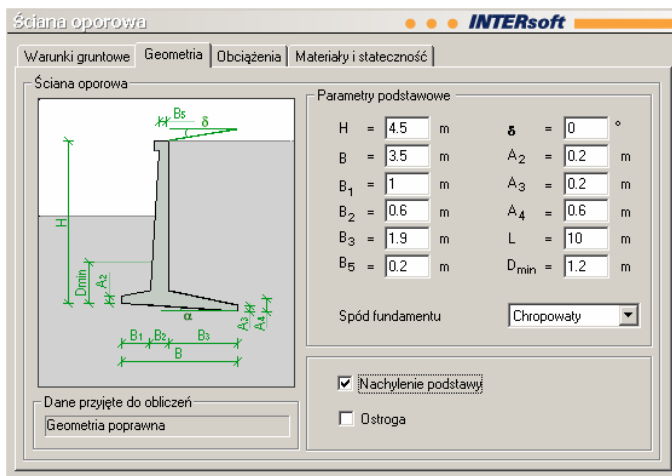 Ściana oporowa
INTERsoft
Warunki gruntowe Geometria Obciążenia Materiały i stateczność
Ściana oporowa
B5
δ
H
Dmin
A2
α
A3
A4
B1 B2 B3
B
Dane przyjęte do obliczeń
Geometria poprawna
Parametry podstawowe
H = 4.5 m δ = 0 °
B = 3.5 m A2 = 0.2 m
B1 = 1 m A3 = 0.2 m
B2 = 0.6 m A4 = 0.6 m
B3 = 1.9 m L = 10 m
B5 = 0.2 m Dmin = 1.2 m
Spód fundamentu Chropowaty
Nachylenie podstawy
Ostroga